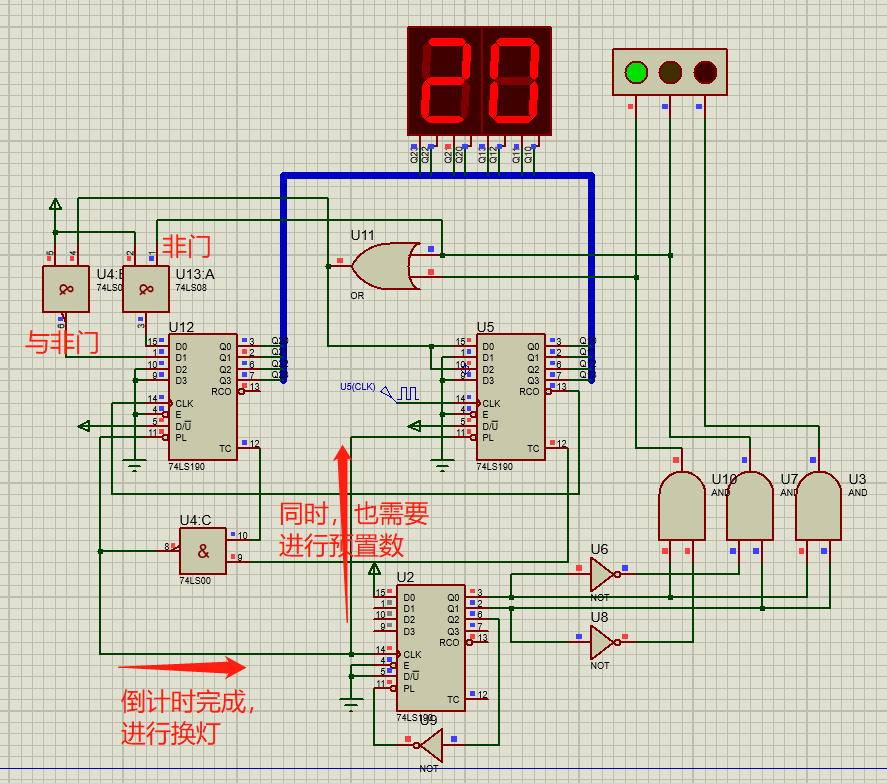 20
Q23
Q22
Q21
Q20
Q13
Q12
Q11
Q10
5
4
2
1
非门
U11
OR
U4:
74LS0
&
U13:A
74LS08
&
与非门
6
3
U12
15
D0
1
D1
10
D2
9
D3
14
CLK
4
E
5
D/U
11
PL
Q0
3
Q1
2
Q2
6
Q3
7
RCO
13
TC
12
74LS190
U5
15
D0
1
D1
10
D2
9
D3
14
CLK
4
E
5
D/U
11
PL
Q0
3
Q1
2
Q2
6
Q3
7
RCO
13
TC
12
74LS190
U5(CLK)
U10
AND
U7
AND
U3
AND
同时，也需要
进行预置数
U4:C
8
&
10
9
74LS00
U6
NOT
U8
NOT
U2
15
D0
1
D1
10
D2
9
D3
14
CLK
4
E
5
D/U
11
PL
Q0
3
Q1
2
Q2
6
Q3
7
RCO
13
TC
12
74LS190
U9
NOT
倒计时完成，
进行换灯